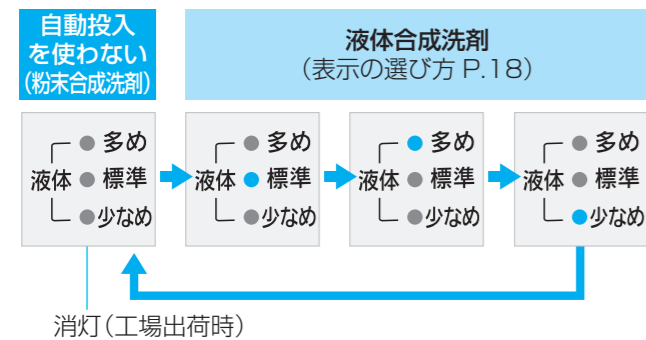 自動投入
を使わない
(粉末合成洗剤)
液体合成洗剤
(表示の選び方 P.18)
多め
液体 標準
少なめ
多め
液体 標準
少なめ
多め
液体 標準
少なめ
多め
液体 標準
少なめ
消灯(工場出荷時)